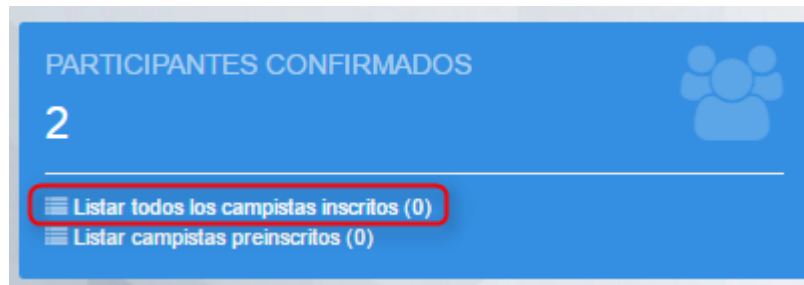 PARTICIPANTES CONFIRMADOS
2
Listar todos los campistas inscritos (0)
Listar campistas preinscritos (0)